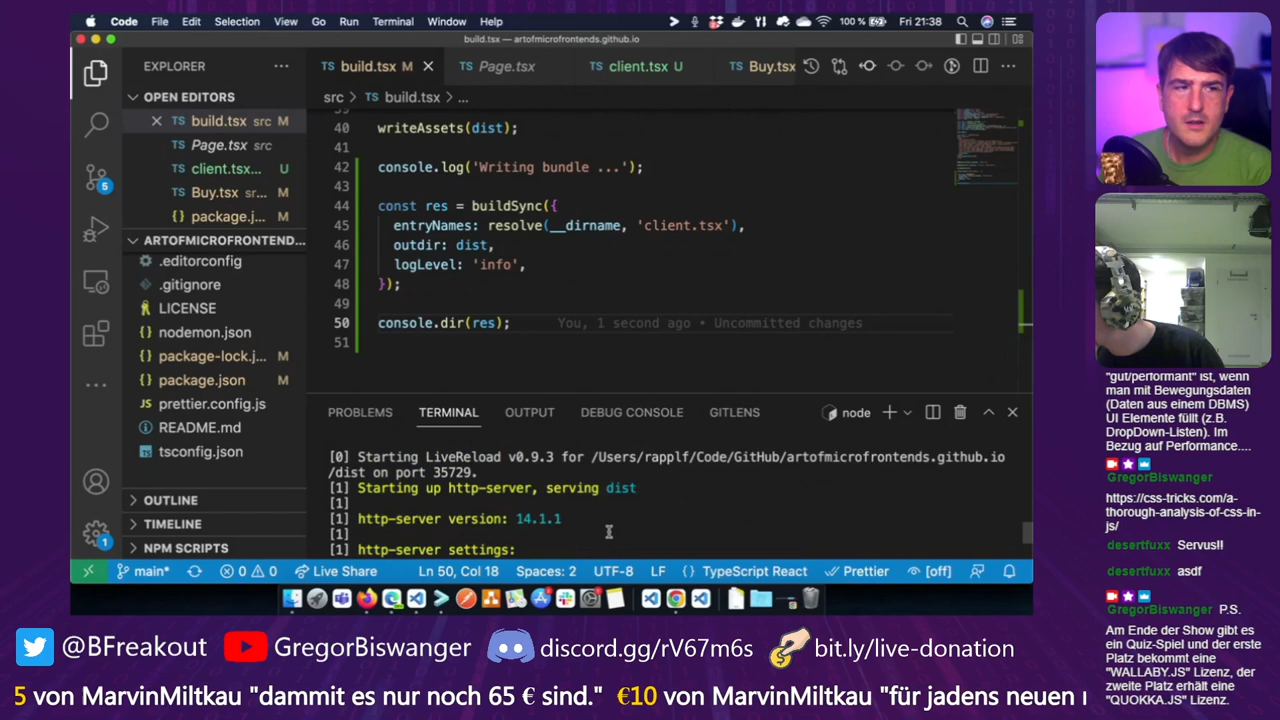 Code File Edit Selection View Go Run Terminal Window Help
100 % Fri 21:38
build.tsx — artofmicrofrontends.github.io
EXPLORER
TS build.tsx M
TS Page.tsx
TS client.tsx U
TS Buy.tsx
OPEN EDITORS
TS build.tsx src M
TS Page.tsx src
TS client.tsx... U
TS Buy.tsx s... M
{} package.j... M
ARTOFMICROFRONTEND...
.editorconfig
.gitignore
LICENSE
nodemon.json
{} package-lock.j... M
{} package.json M
prettier.config.js
README.md
tsconfig.json
OUTLINE
TIMELINE
NPM SCRIPTS
5
1
src > TS build.tsx > ...
40 writeAssets(dist);
41
42 console.log('Writing bundle ...');
43
44 const res = buildSync({
45 entryNames: resolve(__dirname, 'client.tsx'),
46 outdir: dist,
47 logLevel: 'info',
48 });
49
50 console.dir(res); You, 1 second ago • Uncommitted changes
51
PROBLEMS TERMINAL OUTPUT DEBUG CONSOLE GITLENS node
[0] Starting LiveReload v0.9.3 for /Users/rapplf/Code/GitHub/artofmicrofrontends.github.io
/dist on port 35729.
[1] Starting up http-server, serving dist
[1]
[1] http-server version: 14.1.1
[1]
[1] http-server settings:
main* 0 0 Live Share Ln 50, Col 18 Spaces: 2 UTF-8 LF {} TypeScript React Prettier [off]
"gut/performant" ist, wenn
man mit Bewegungsdaten
(Daten aus einem DBMS)
UI Elemente füllt (z.B.
DropDown-Listen). Im
Bezug auf Performance....
GregorBiswanger
https://css-tricks.com/a-
thorough-analysis-of-css-in-
js/
desertfuxx Servus!!
desertfuxx asdf
GregorBiswanger P.S.
Am Ende der Show gibt es
ein Quiz-Spiel und der erste
Platz bekommt eine
"WALLABY.JS" Lizenz, der
zweite Platz erhält eine
"QUOKKA.JS" Lizenz.
@BFreakout GregorBiswanger discord.gg/rV67m6s bit.ly/live-donation
5 von MarvinMiltkau "dammit es nur noch 65 € sind." €10 von MarvinMiltkau "für jadens neuen